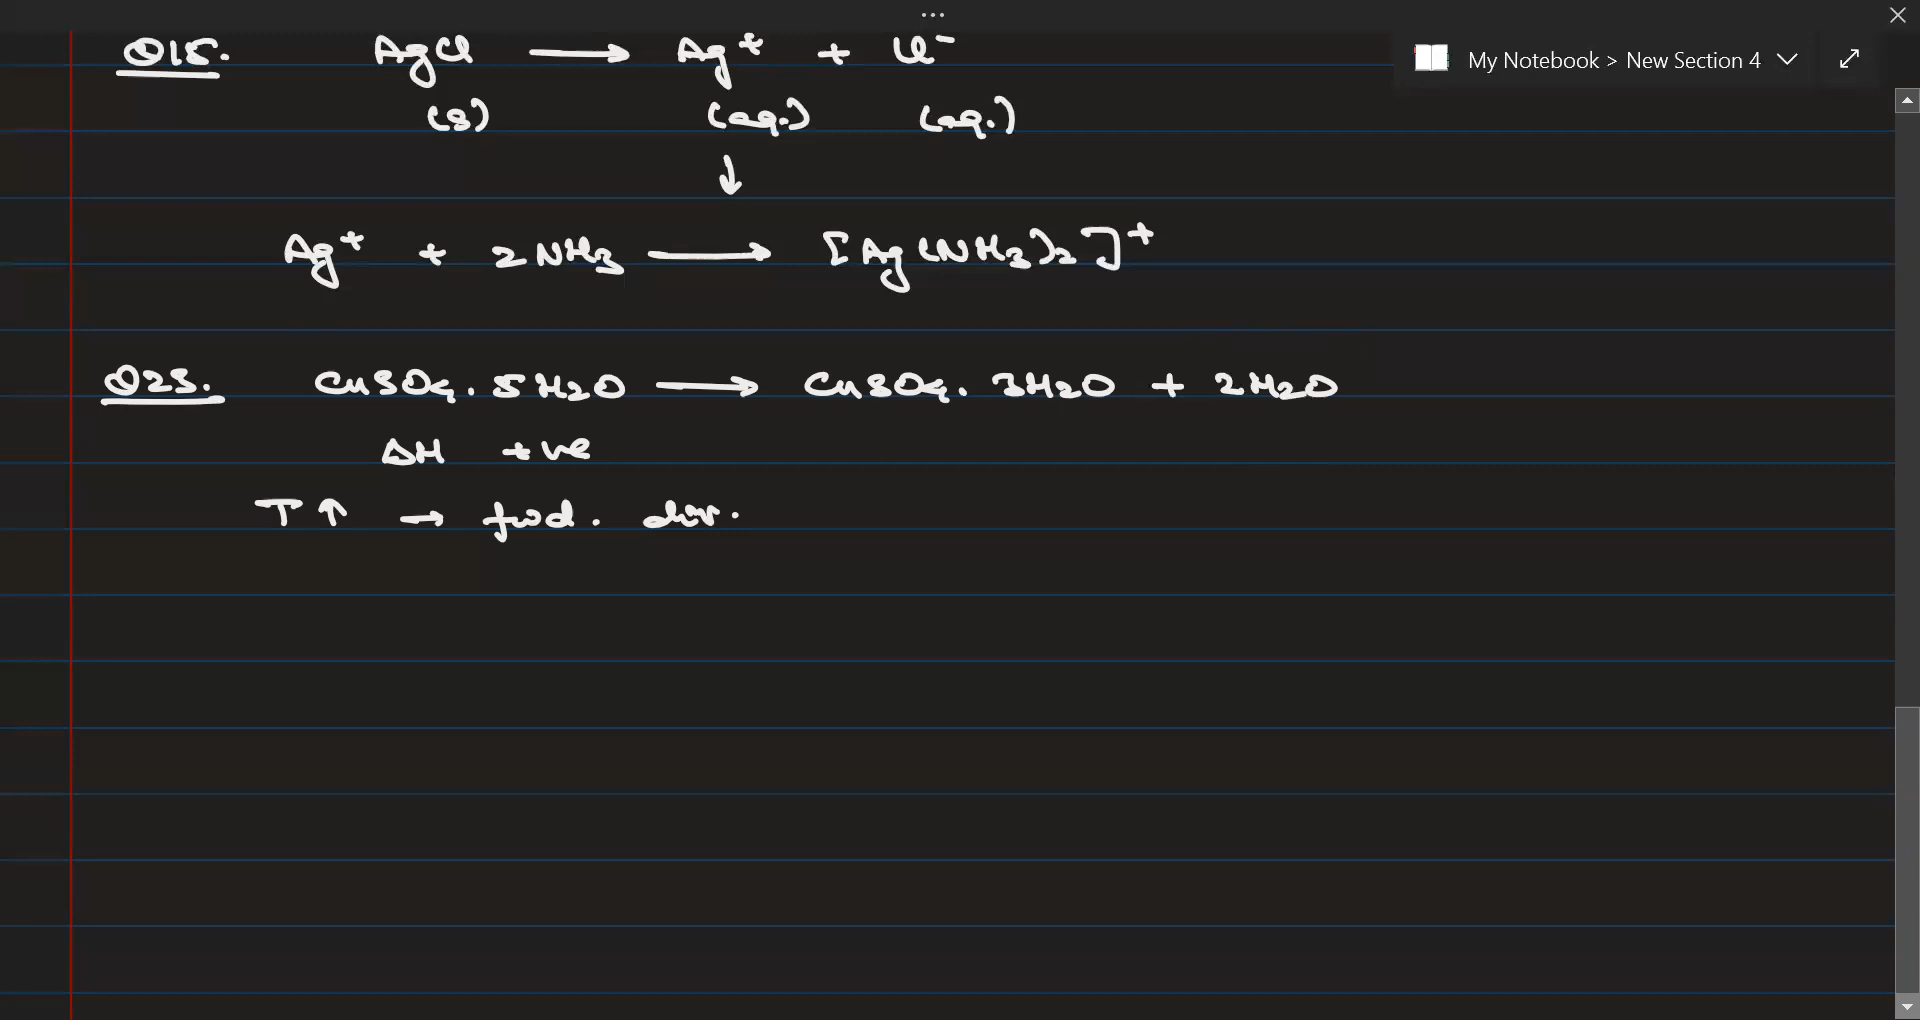 Q15. AgCl ⟶ Ag⁺ + Cl⁻
My Notebook > New Section 4
(s) (aq.) (aq.)
↓
Ag⁺ + 2NH₃ ⟶ [Ag(NH₃)₂]⁺
Q23. CuSO₄. 5H₂O ⟶ CuSO₄. 3H₂O + 2H₂O
ΔH +ve
T↑ → fwd. dir.